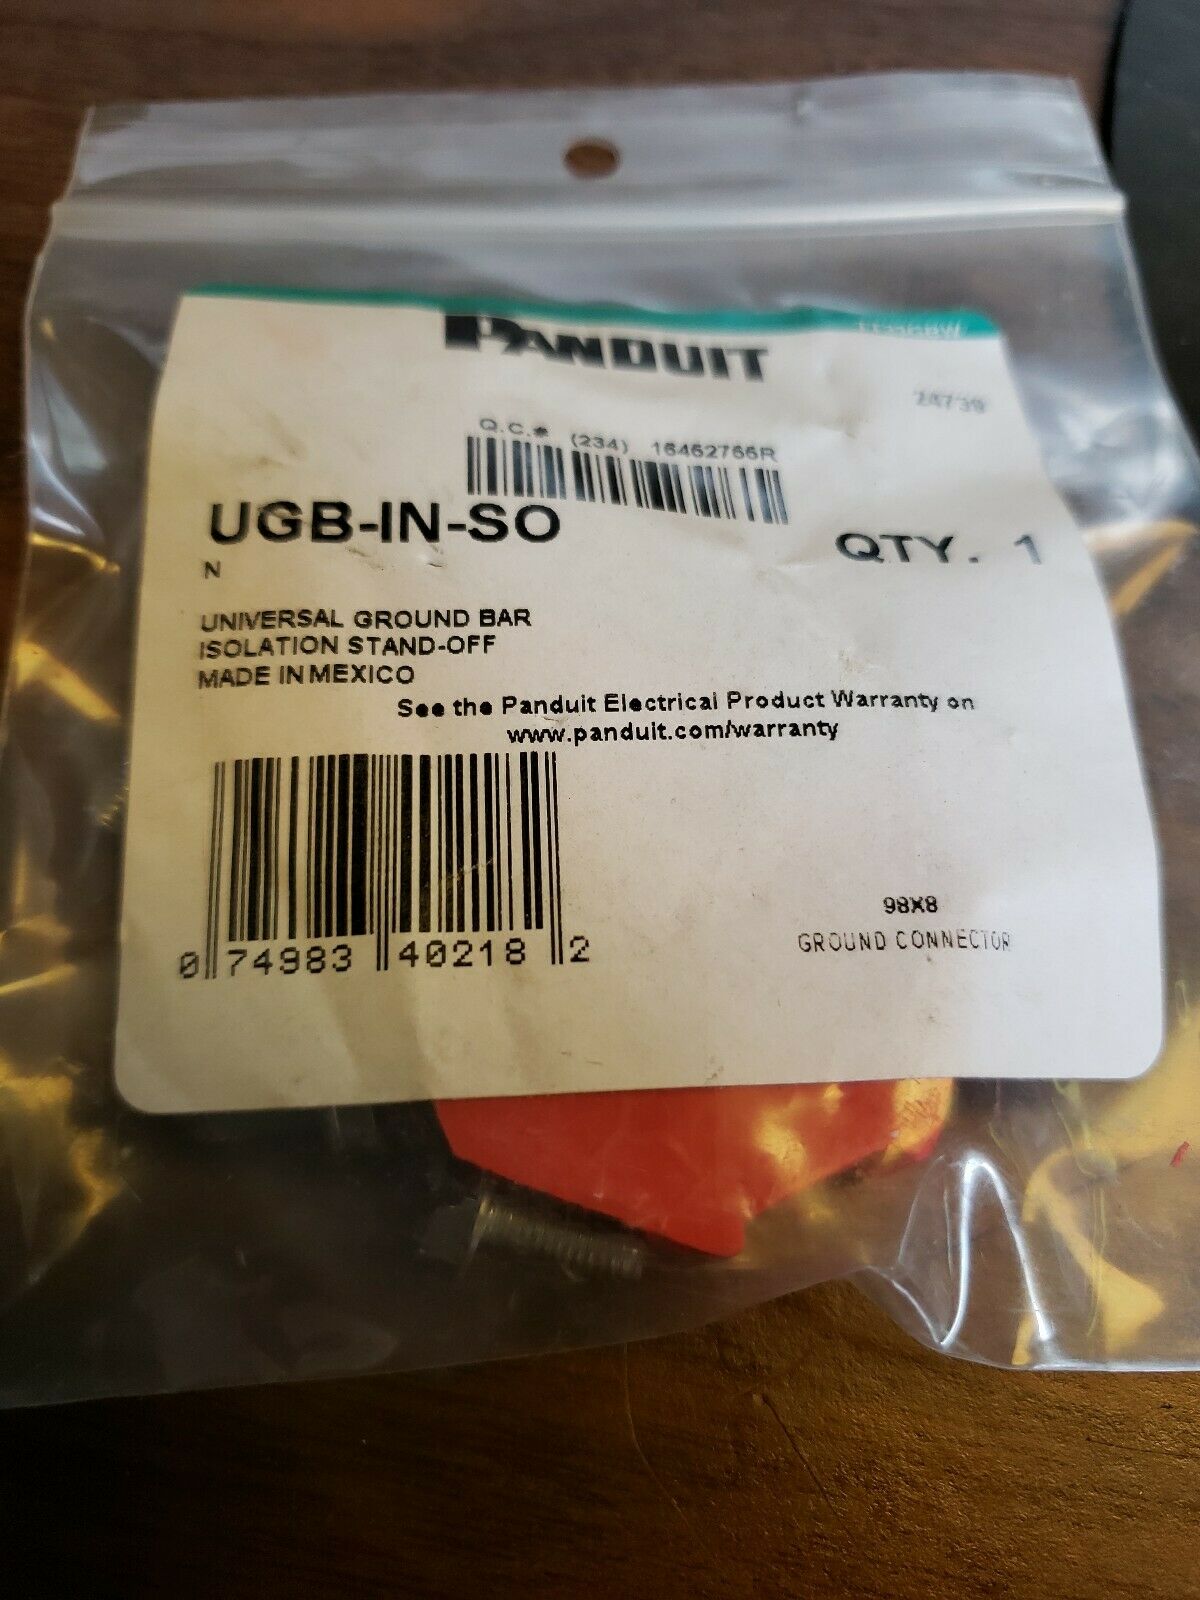 PANDUIT
24739
Q.C.# (234) 16462766R
UGB-IN-SO
QTY. 1
N
UNIVERSAL GROUND BAR
ISOLATION STAND-OFF
MADE IN MEXICO
See the Panduit Electrical Product Warranty on
www.panduit.com/warranty
0 74983 40218 2
98X8
GROUND CONNECTOR